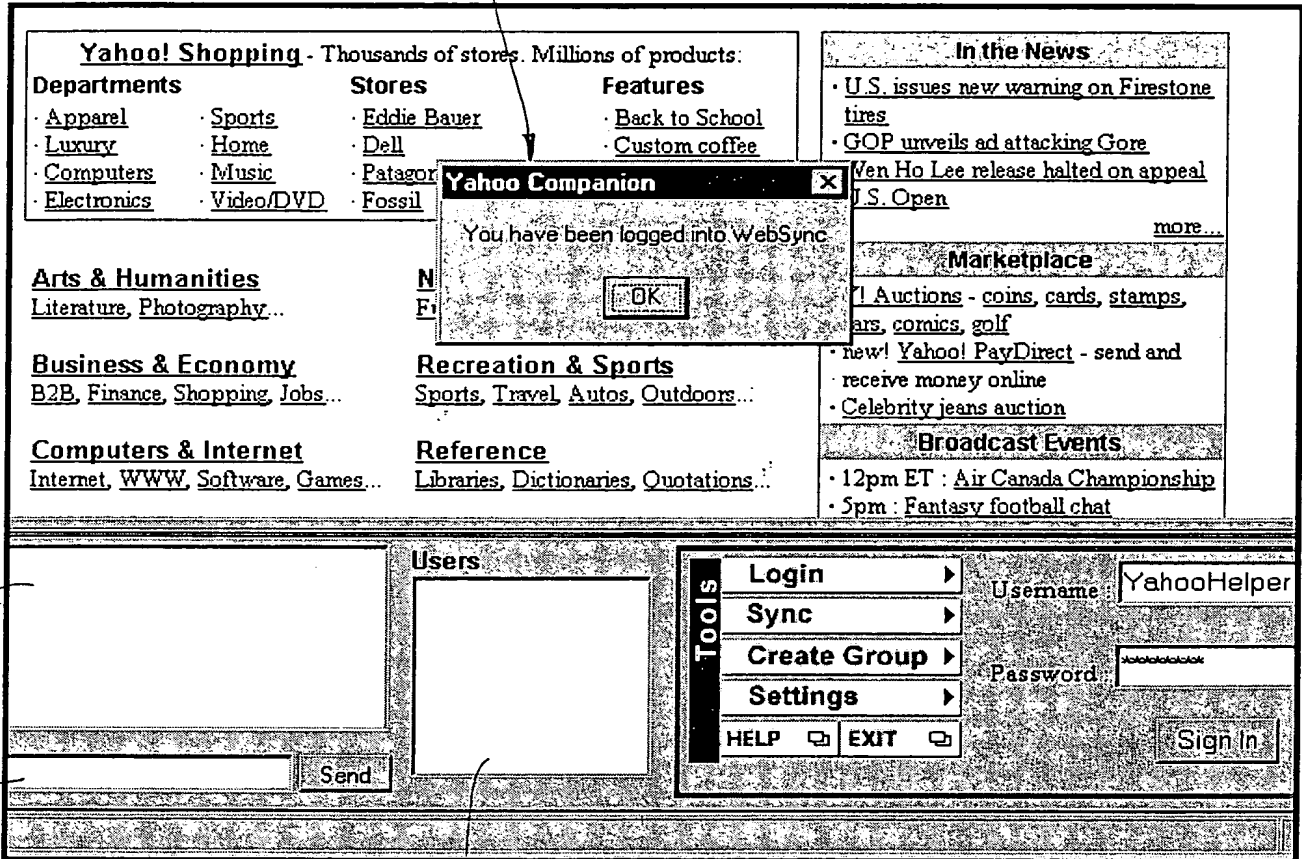 Yahoo! Shopping - Thousands of stores. Millions of products.
Departments Stores Features
· Apparel · Sports · Eddie Bauer · Back to School
· Luxury · Home · Dell · Custom coffee
· Computers · Music · Patagor
· Electronics · Video/DVD · Fossil
Yahoo Companion
You have been logged into WebSync
OK
Arts & Humanities
Literature, Photography...
N
Business & Economy
B2B, Finance, Shopping, Jobs...
Recreation & Sports
Sports, Travel, Autos, Outdoors...
Computers & Internet
Internet, WWW, Software, Games...
Reference
Libraries, Dictionaries, Quotations...
In the News
· U.S. issues new warning on Firestone
tires
· GOP unveils ad attacking Gore
Wen Ho Lee release halted on appeal
U.S. Open
more...
Marketplace
Y! Auctions - coins, cards, stamps,
cars, comics, golf
· new! Yahoo! PayDirect - send and
· receive money online
· Celebrity jeans auction
Broadcast Events
· 12pm ET : Air Canada Championship
· 5pm : Fantasy football chat
Send
Users
Tools
Login
Sync
Create Group
Settings
HELP EXIT
Username : YahooHelper
Password : *********
Sign In